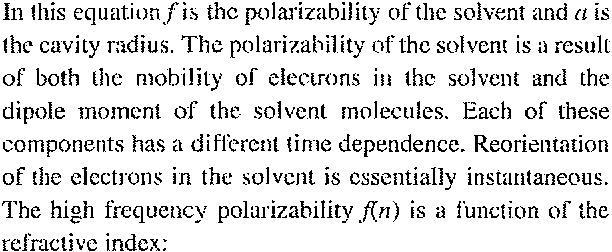 In this equation f is the polarizability of the solvent and a is
the cavity radius. The polarizability of the solvent is a result
of both the mobility of electrons in the solvent and the
dipole moment of the solvent molecules. Each of these
components has a different time dependence. Reorientation
of the electrons in the solvent is essentially instantaneous.
The high frequency polarizability f(n) is a function of the
refractive index: